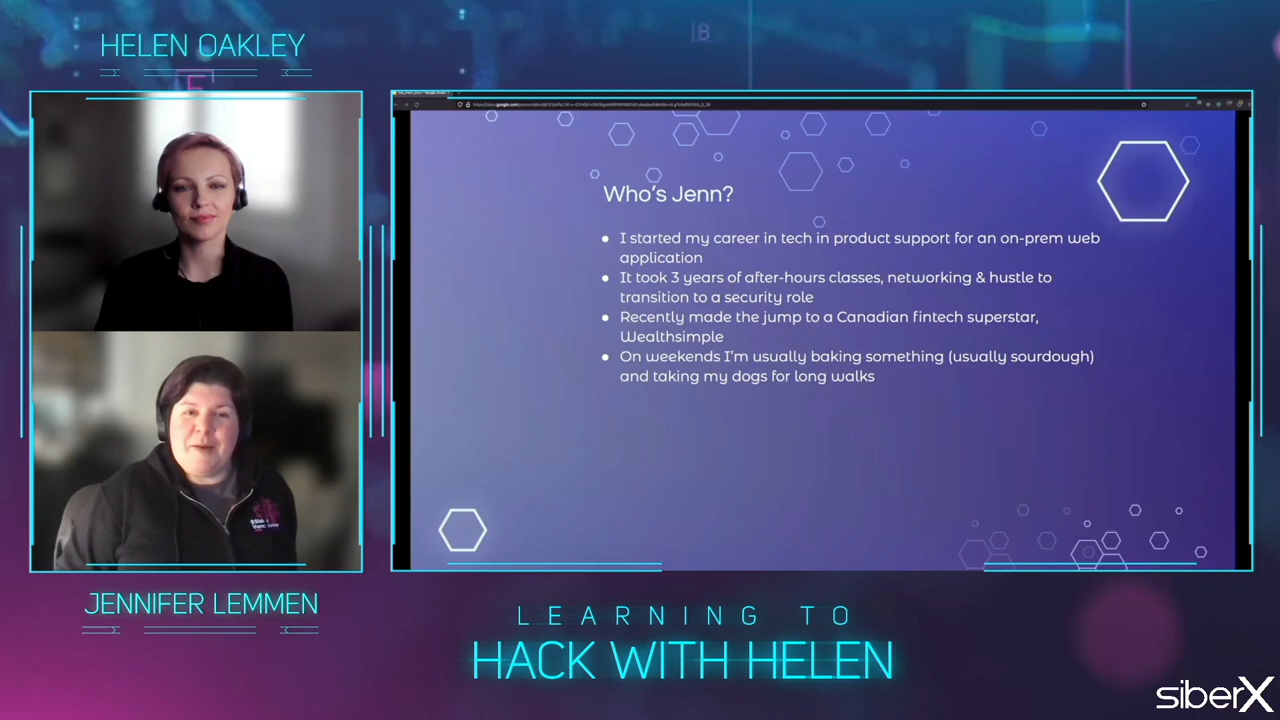 HELEN OAKLEY
Who's Jenn?
● I started my career in tech in product support for an on-prem web
application
● It took 3 years of after-hours classes, networking & hustle to
transition to a security role
● Recently made the jump to a Canadian fintech superstar,
Wealthsimple
● On weekends I'm usually baking something (usually sourdough)
and taking my dogs for long walks
JENNIFER LEMMEN
LEARNING TO
HACK WITH HELEN
siberX